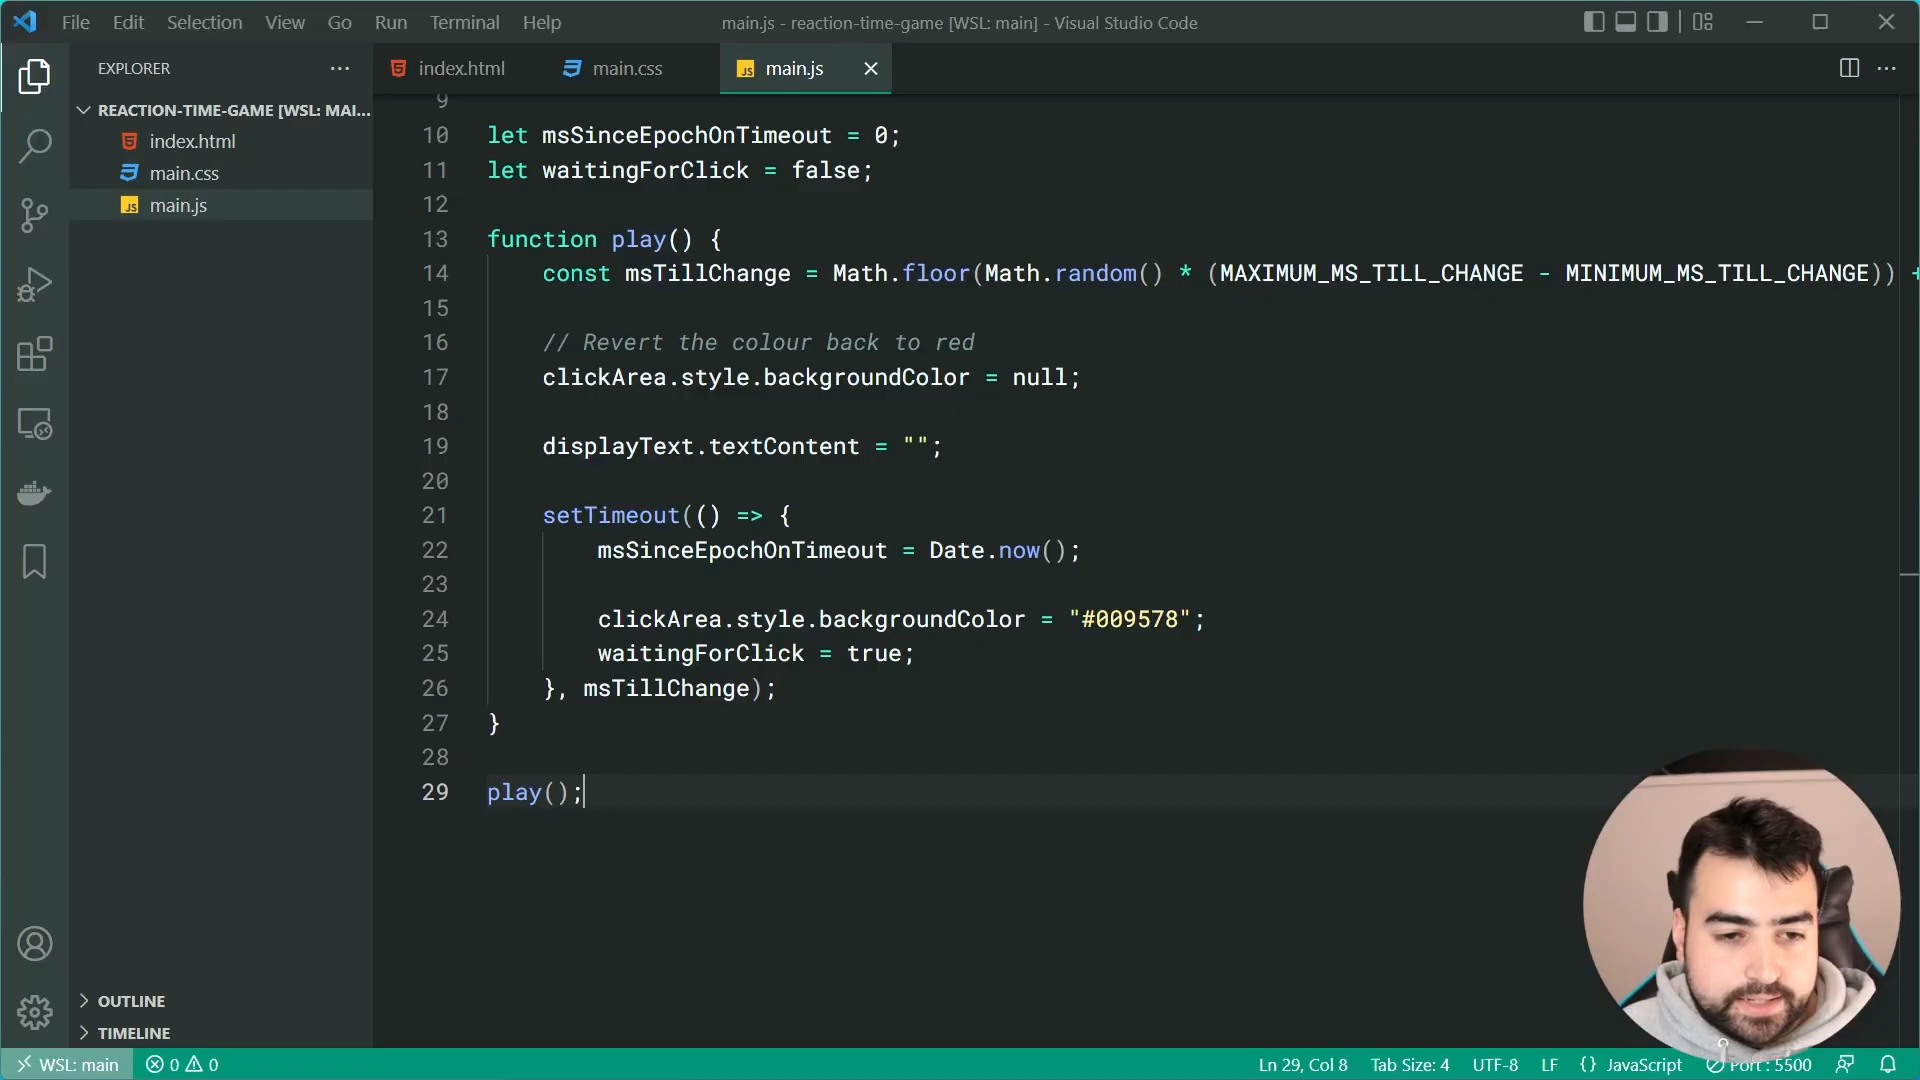 File Edit Selection View Go Run Terminal Help
main.js - reaction-time-game [WSL: main] - Visual Studio Code
EXPLORER
REACTION-TIME-GAME [WSL: MAI...
index.html
main.css
main.js
OUTLINE
TIMELINE
index.html main.css main.js
9
10 let msSinceEpochOnTimeout = 0;
11 let waitingForClick = false;
12
13 function play() {
14 const msTillChange = Math.floor(Math.random() * (MAXIMUM_MS_TILL_CHANGE - MINIMUM_MS_TILL_CHANGE)) +
15
16 // Revert the colour back to red
17 clickArea.style.backgroundColor = null;
18
19 displayText.textContent = "";
20
21 setTimeout(() => {
22 msSinceEpochOnTimeout = Date.now();
23
24 clickArea.style.backgroundColor = "#009578";
25 waitingForClick = true;
26 }, msTillChange);
27 }
28
29 play();
WSL: main 0 0 Ln 29, Col 8 Tab Size: 4 UTF-8 LF {} JavaScript Port : 5500